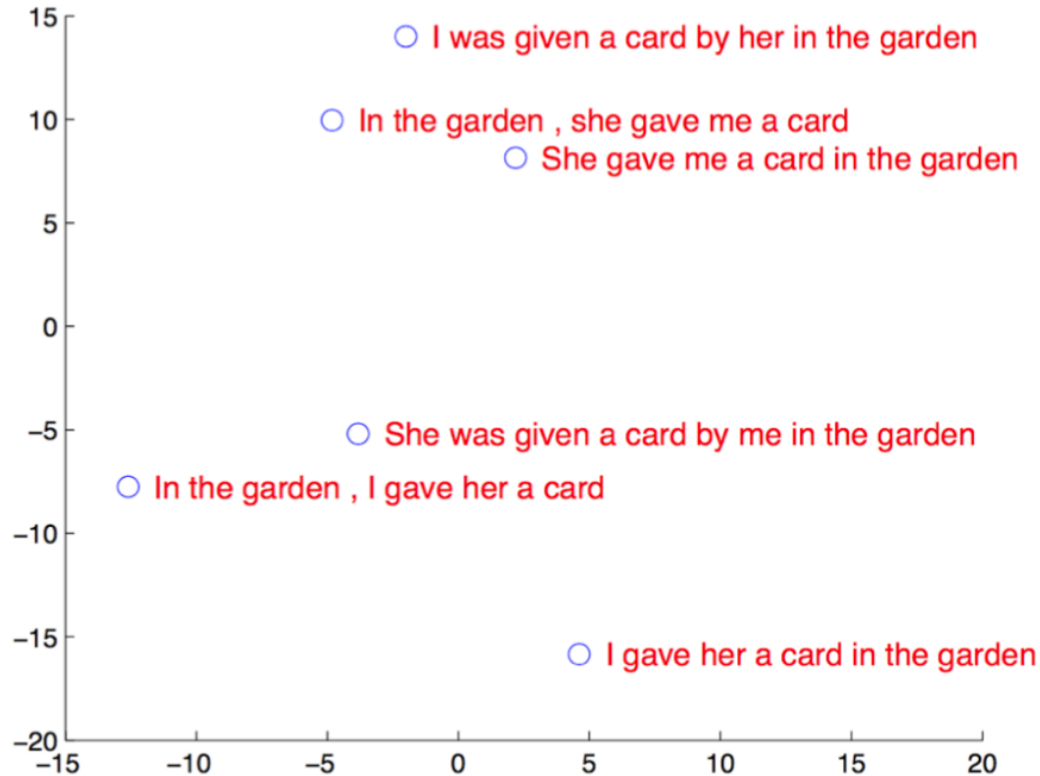 15
I was given a card by her in the garden
10
In the garden , she gave me a card
She gave me a card in the garden
5
0
−5
She was given a card by me in the garden
In the garden , I gave her a card
−10
−15
I gave her a card in the garden
−20
−15 −10 −5 0 5 10 15 20